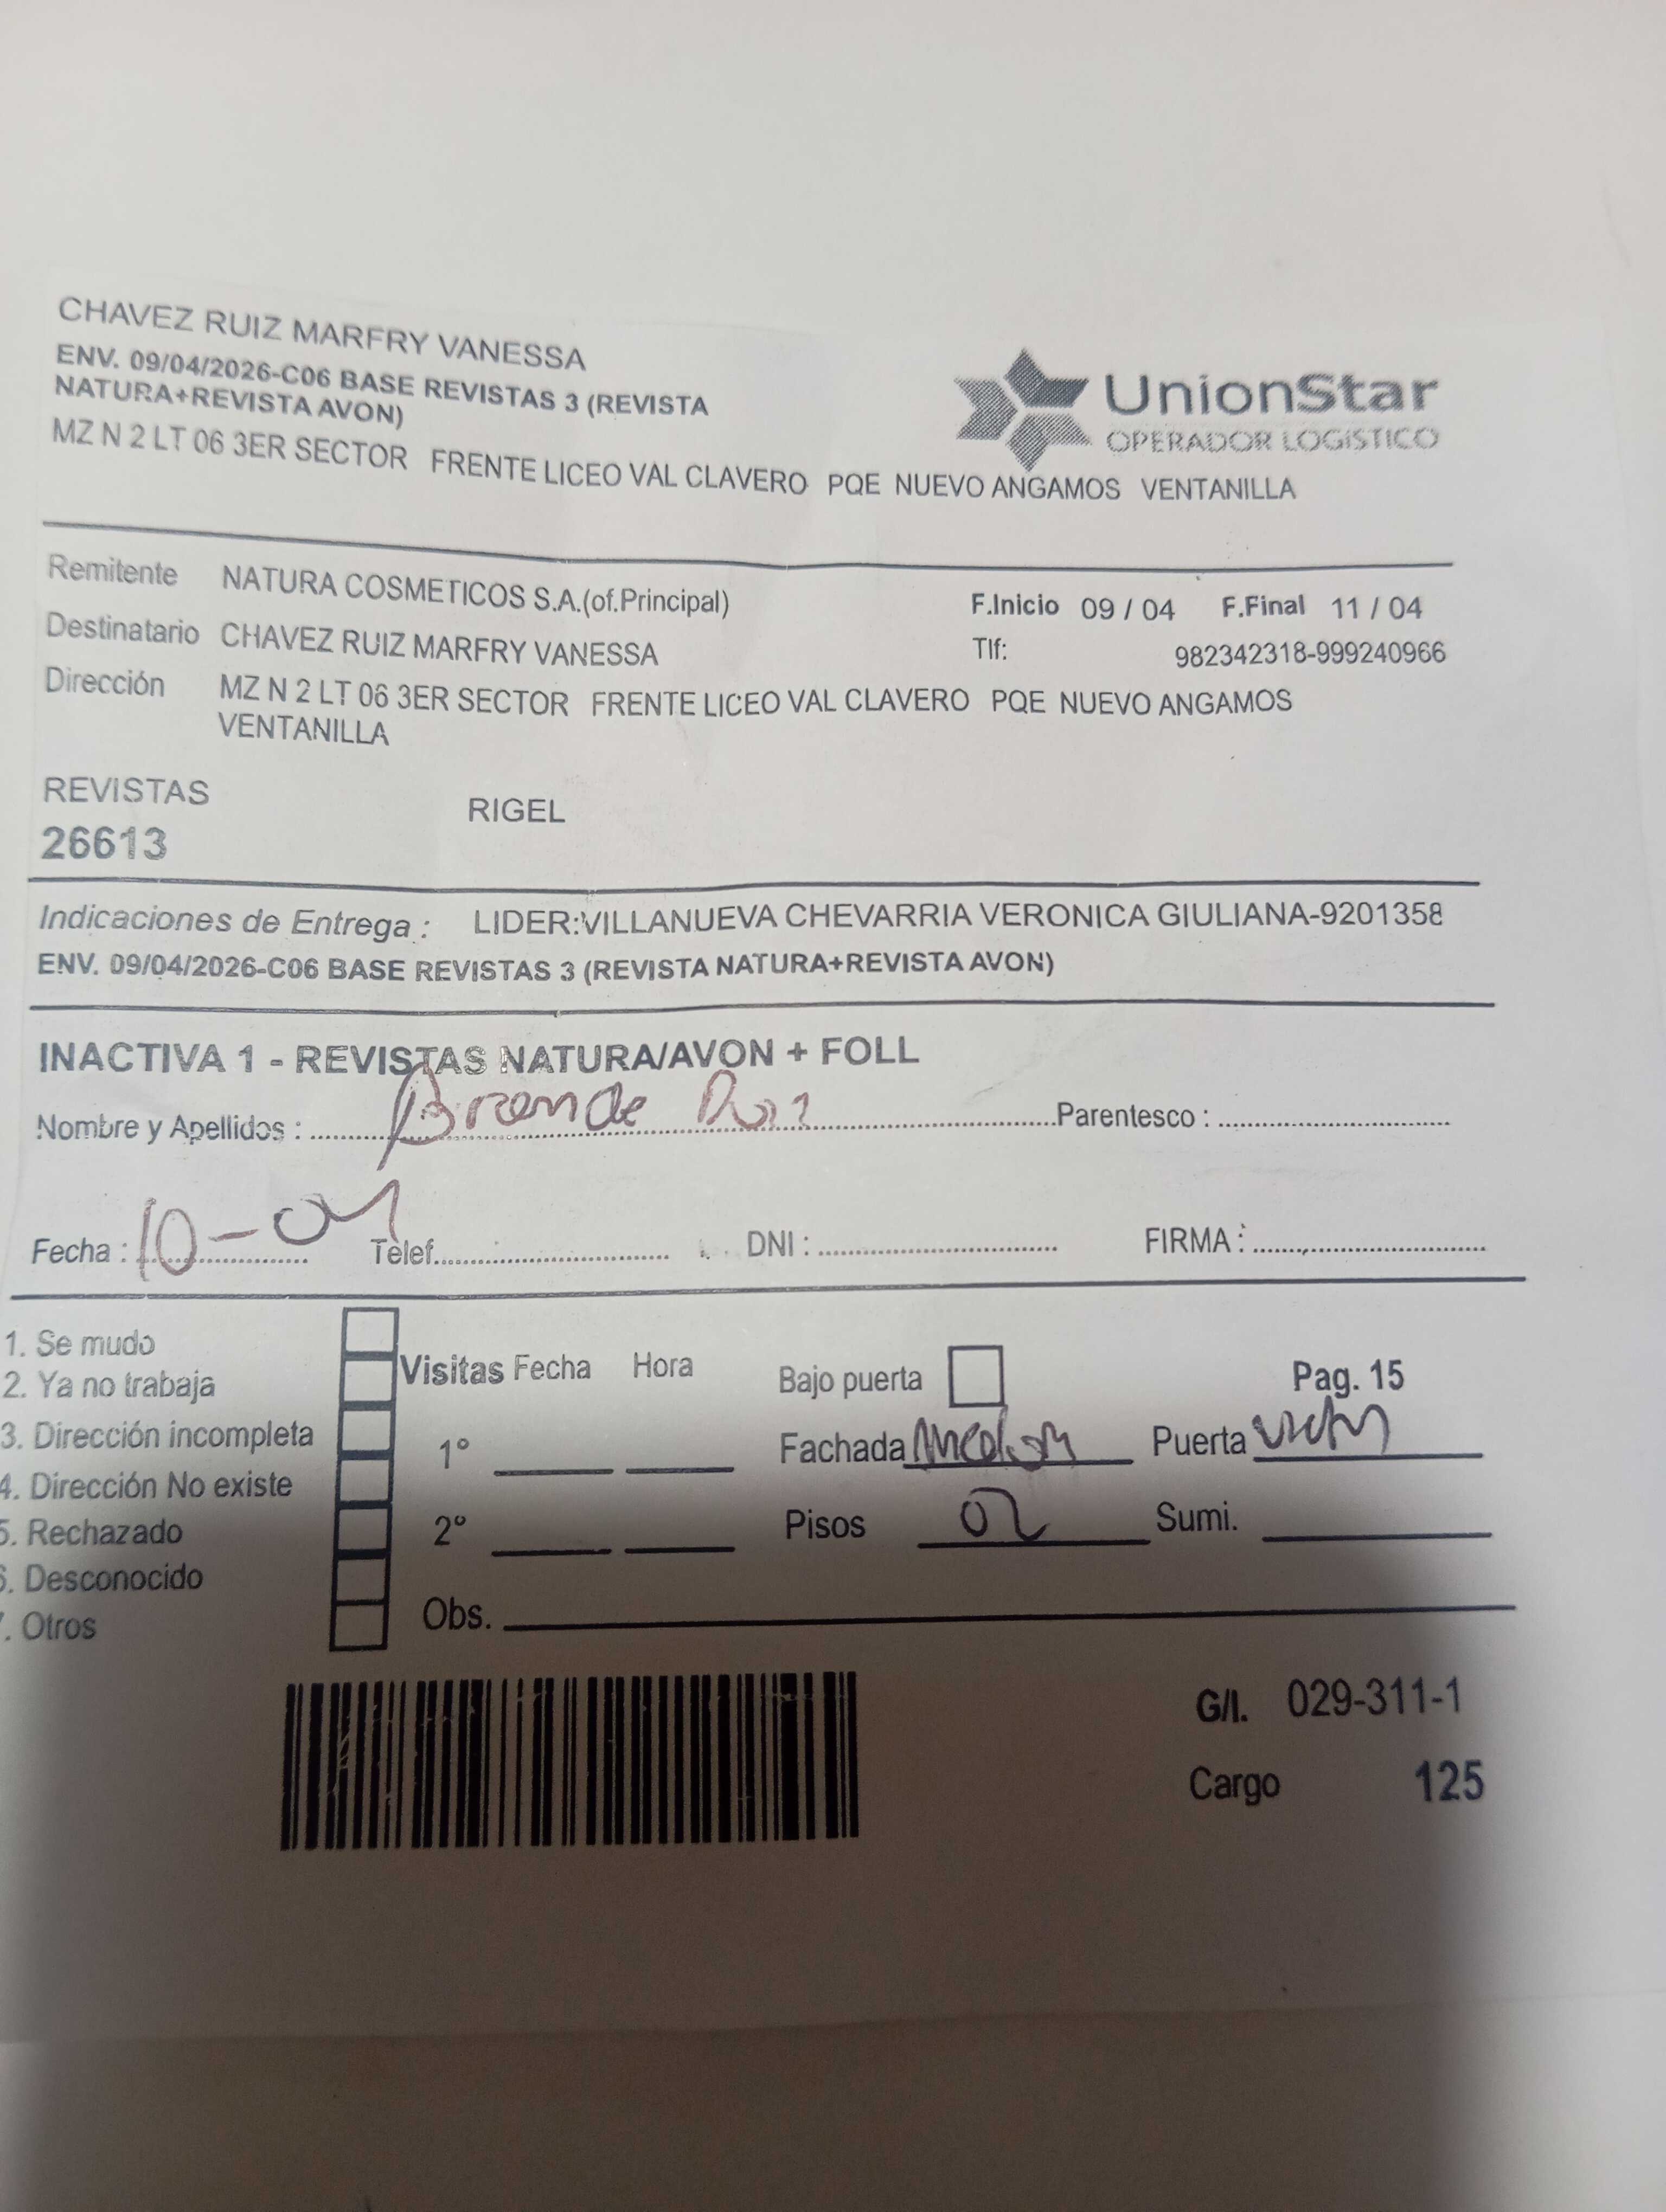 CHAVEZ RUIZ MARFRY VANESSA
ENV. 09/04/2026-C06 BASE REVISTAS 3 (REVISTA
NATURA+REVISTA AVON)
MZ N 2 LT 06 3ER SECTOR FRENTE LICEO VAL CLAVERO PQE NUEVO ANGAMOS VENTANILLA
UnionStar
OPERADOR LOGISTICO
Remitente NATURA COSMETICOS S.A.(of.Principal)
F.Inicio 09 / 04 F.Final 11 / 04
Destinatario CHAVEZ RUIZ MARFRY VANESSA
Tlf: 982342318-999240966
Dirección MZ N 2 LT 06 3ER SECTOR FRENTE LICEO VAL CLAVERO PQE NUEVO ANGAMOS
VENTANILLA
REVISTAS RIGEL
26613
Indicaciones de Entrega : LIDER:VILLANUEVA CHEVARRIA VERONICA GIULIANA-9201358
ENV. 09/04/2026-C06 BASE REVISTAS 3 (REVISTA NATURA+REVISTA AVON)
INACTIVA 1 - REVISTAS NATURA/AVON + FOLL
Nombre y Apellidos : Parentesco :
Fecha : 10-04 Telef. DNI : FIRMA :
1. Se mudo
2. Ya no trabaja
3. Dirección incompleta
4. Dirección No existe
5. Rechazado
6. Desconocido
. Otros
Visitas Fecha Hora
1°
2°
Obs.
Bajo puerta Pag. 15
Fachada Puerta
Pisos 02 Sumi.
G/I. 029-311-1
Cargo 125